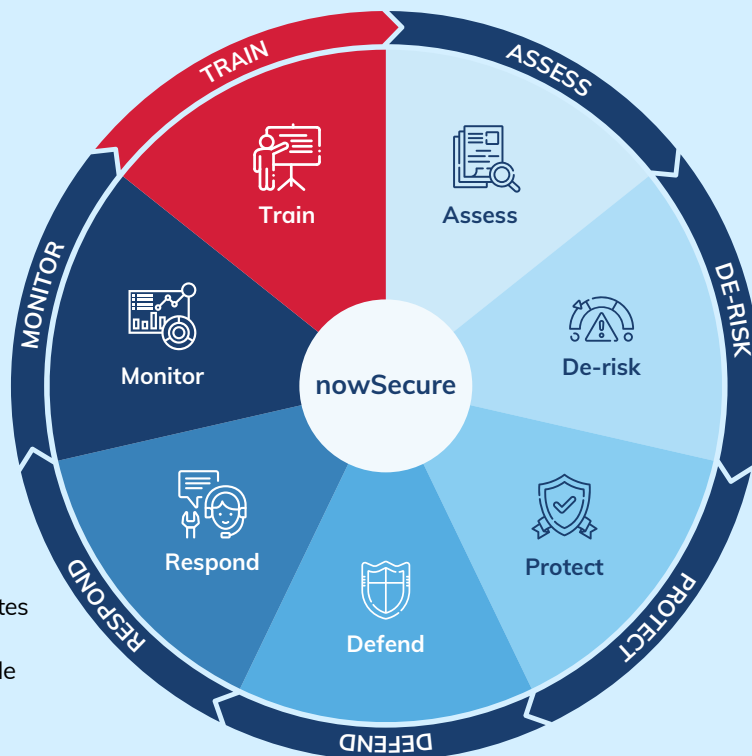 TRAIN
ASSESS
DE-RISK
PROTECT
DEFEND
RESPOND
MONITOR
Train
Assess
Monitor
De-risk
nowSecure
Respond
Protect
Defend